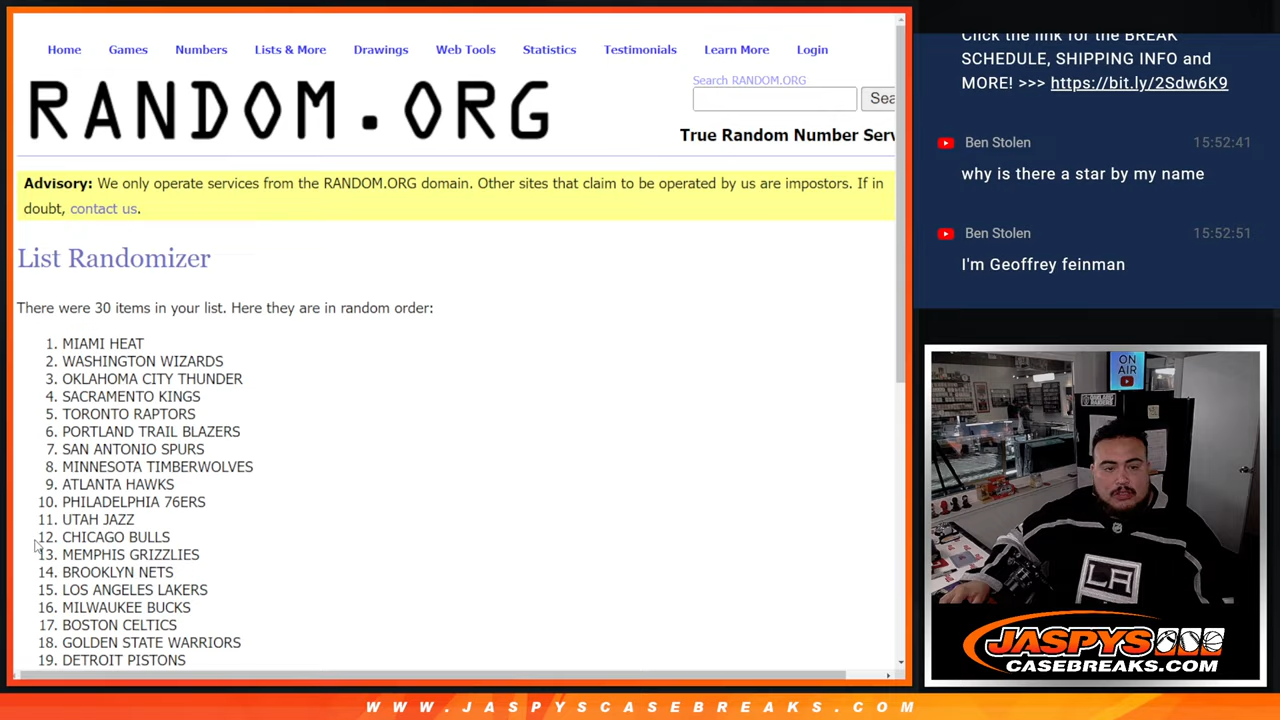 Home Games Numbers Lists & More Drawings Web Tools Statistics Testimonials Learn More Login
RANDOM.ORG
Search RANDOM.ORG
Sea
True Random Number Serv
Advisory: We only operate services from the RANDOM.ORG domain. Other sites that claim to be operated by us are impostors. If in
doubt, contact us.
List Randomizer
There were 30 items in your list. Here they are in random order:
1. MIAMI HEAT
2. WASHINGTON WIZARDS
3. OKLAHOMA CITY THUNDER
4. SACRAMENTO KINGS
5. TORONTO RAPTORS
6. PORTLAND TRAIL BLAZERS
7. SAN ANTONIO SPURS
8. MINNESOTA TIMBERWOLVES
9. ATLANTA HAWKS
10. PHILADELPHIA 76ERS
11. UTAH JAZZ
12. CHICAGO BULLS
13. MEMPHIS GRIZZLIES
14. BROOKLYN NETS
15. LOS ANGELES LAKERS
16. MILWAUKEE BUCKS
17. BOSTON CELTICS
18. GOLDEN STATE WARRIORS
19. DETROIT PISTONS
Click the link for the BREAK
SCHEDULE, SHIPPING INFO and
MORE! >>> https://bit.ly/2Sdw6K9
Ben Stolen 15:52:41
why is there a star by my name
Ben Stolen 15:52:51
I'm Geoffrey feinman
ON
AIR
LA
JASPYS
CASEBREAKS.COM
WWW.JASPYSCASEBREAKS.COM